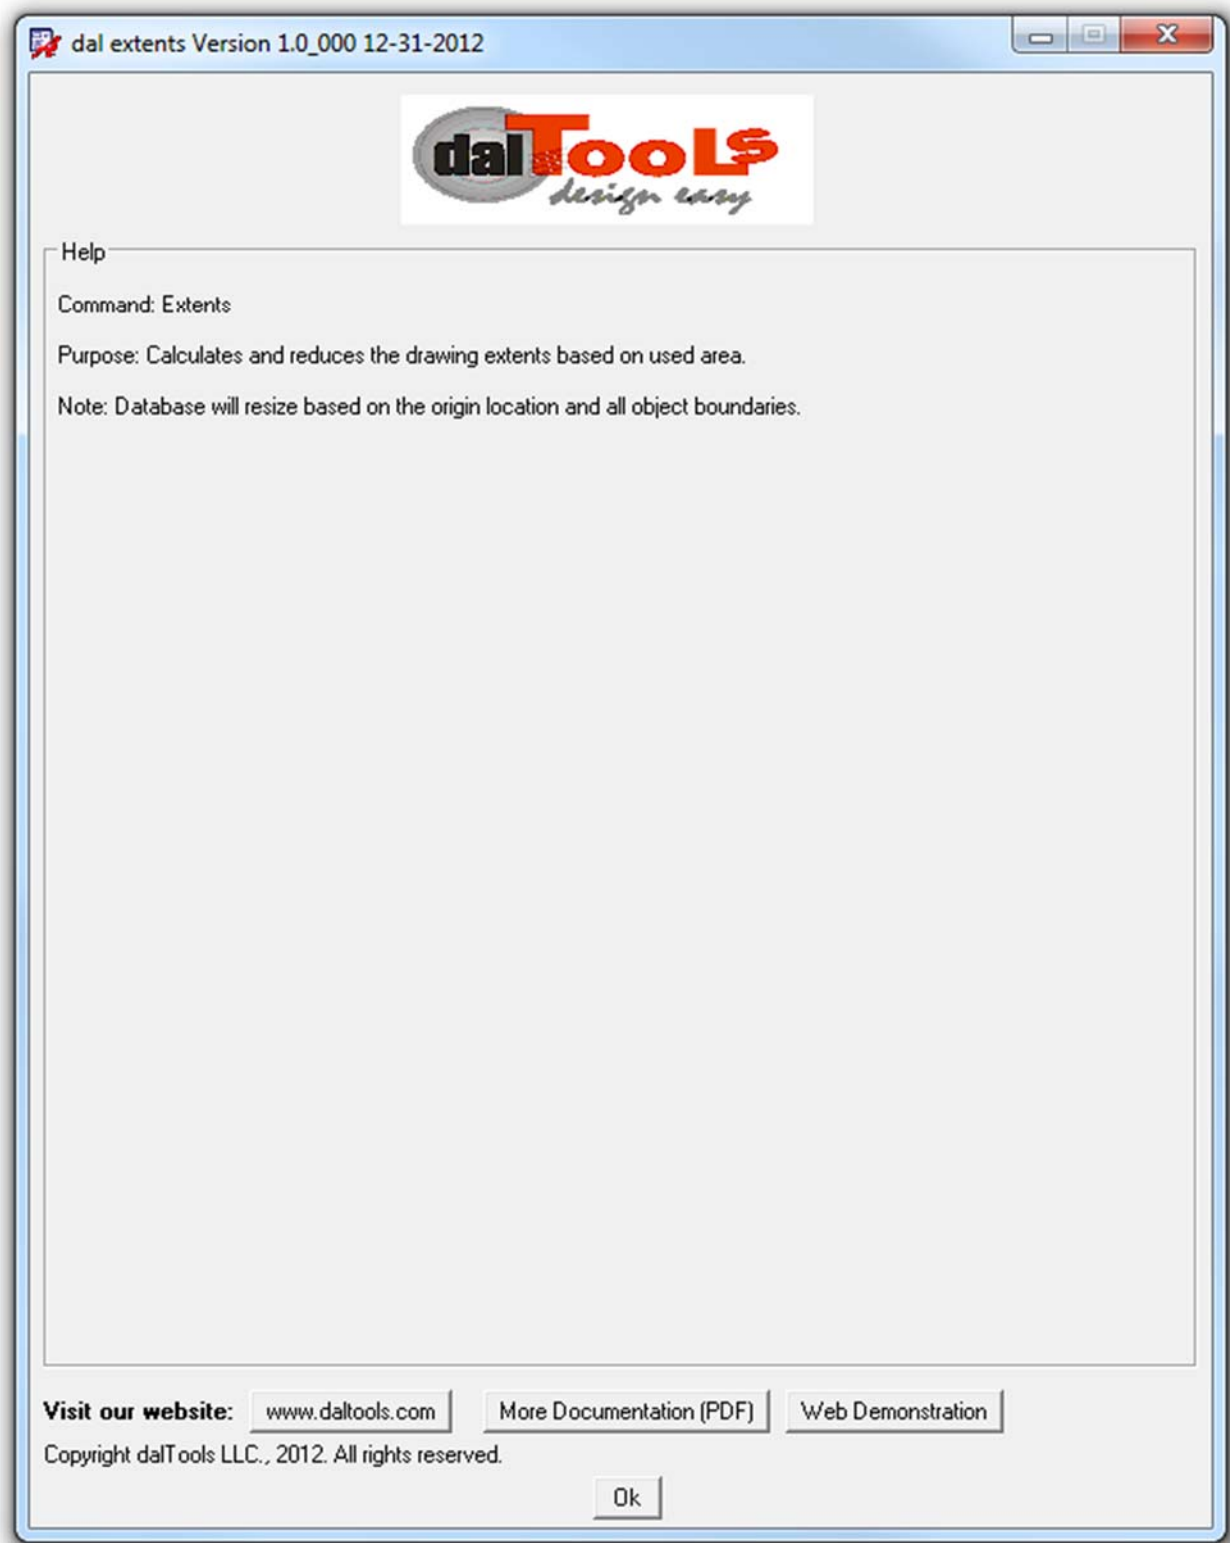 dal extents Version 1.0_000 12-31-2012
dalTooLs
design easy
Help
Command: Extents
Purpose: Calculates and reduces the drawing extents based on used area.
Note: Database will resize based on the origin location and all object boundaries.
Visit our website: www.daltools.com More Documentation (PDF) Web Demonstration
Copyright dalTools LLC., 2012. All rights reserved.
Ok